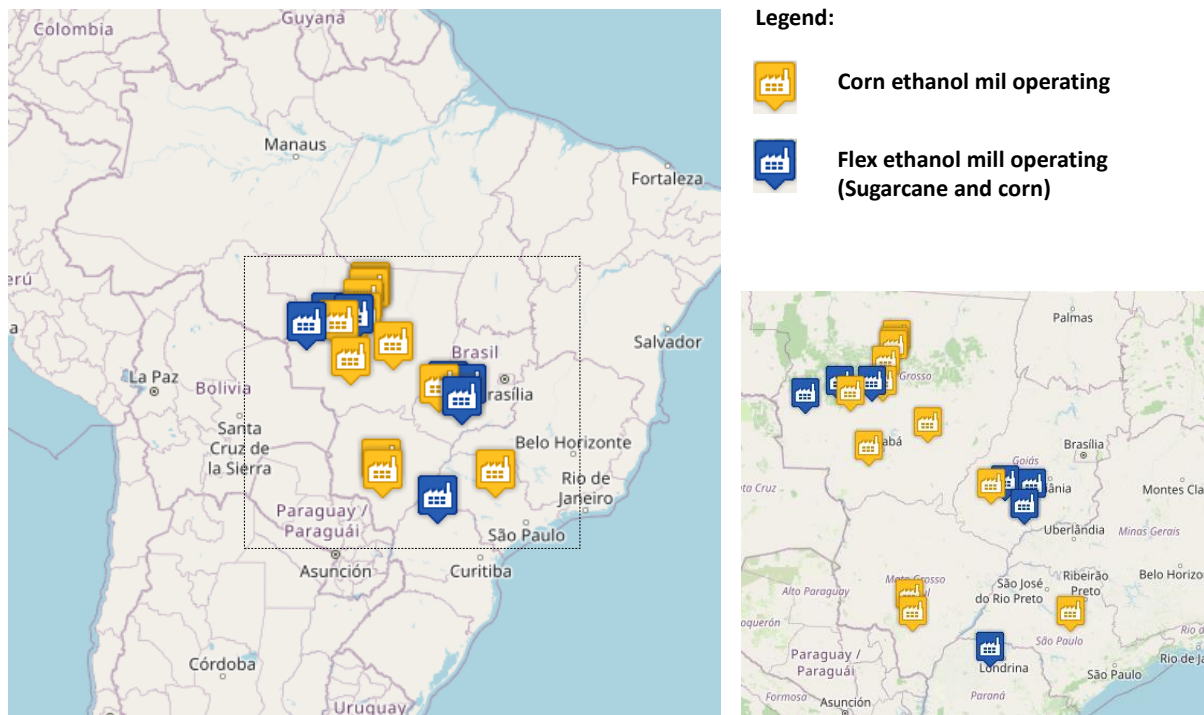 Colombia
Guyana
Manaus
Fortaleza
erú
a
Brasil
Salvador
La Paz
Bolivia
rasília
Santa
Cruz de
la Sierra
Belo Horizonte
Rio de
Janeiro
Paraguay /
Paraguái
São Paulo
Asunción
Curitiba
Córdoba
Uruguay
Legend:
Corn ethanol mil operating
Flex ethanol mill operating
(Sugarcane and corn)
Palmas
Grosso
abá
Brasília
Goiás
ta Cruz
ânia
Montes Cla
Uberlândia
Minas Gerais
Alto Paraguay
Mato Grosso
ul
São José
do Rio Preto
Ribeirão
Preto
Belo Horizo
oquerón
São Paulo
Rio d
Paraguay /
Paraguái
Londrina
São Paulo
Rio de Ja
Formosa
Paraná
Asunción